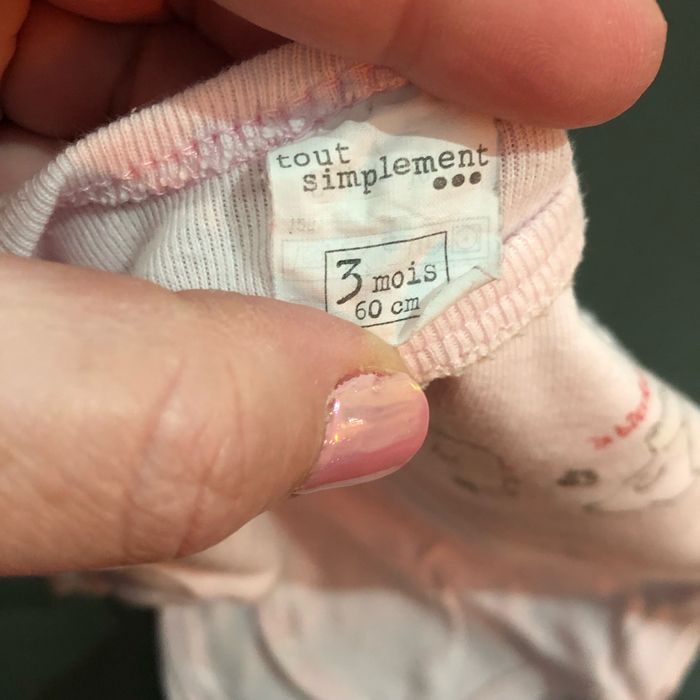 tout
simplement
3 mois
60 cm